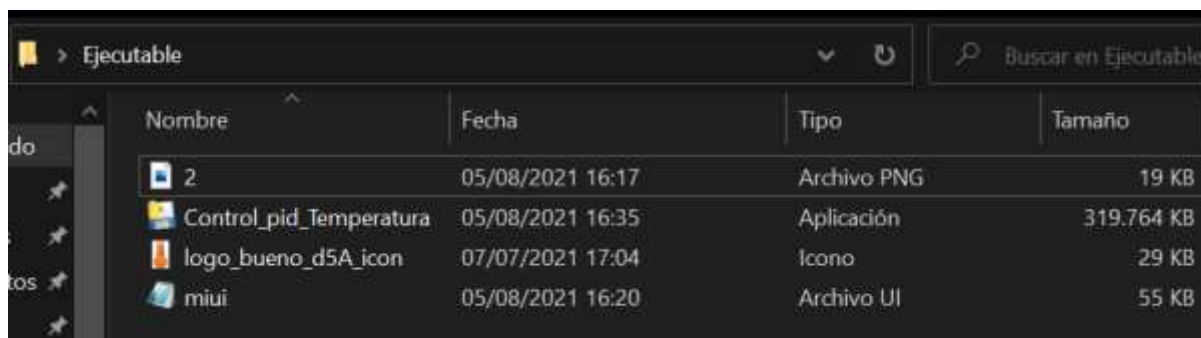 > Ejecutable Buscar en Ejecutable
Nombre Fecha Tipo Tamaño
do
2 05/08/2021 16:17 Archivo PNG 19 KB
Control_pid_Temperatura 05/08/2021 16:35 Aplicación 319.764 KB
logo_bueno_d5A_icon 07/07/2021 17:04 Icono 29 KB
tos miui 05/08/2021 16:20 Archivo UI 55 KB